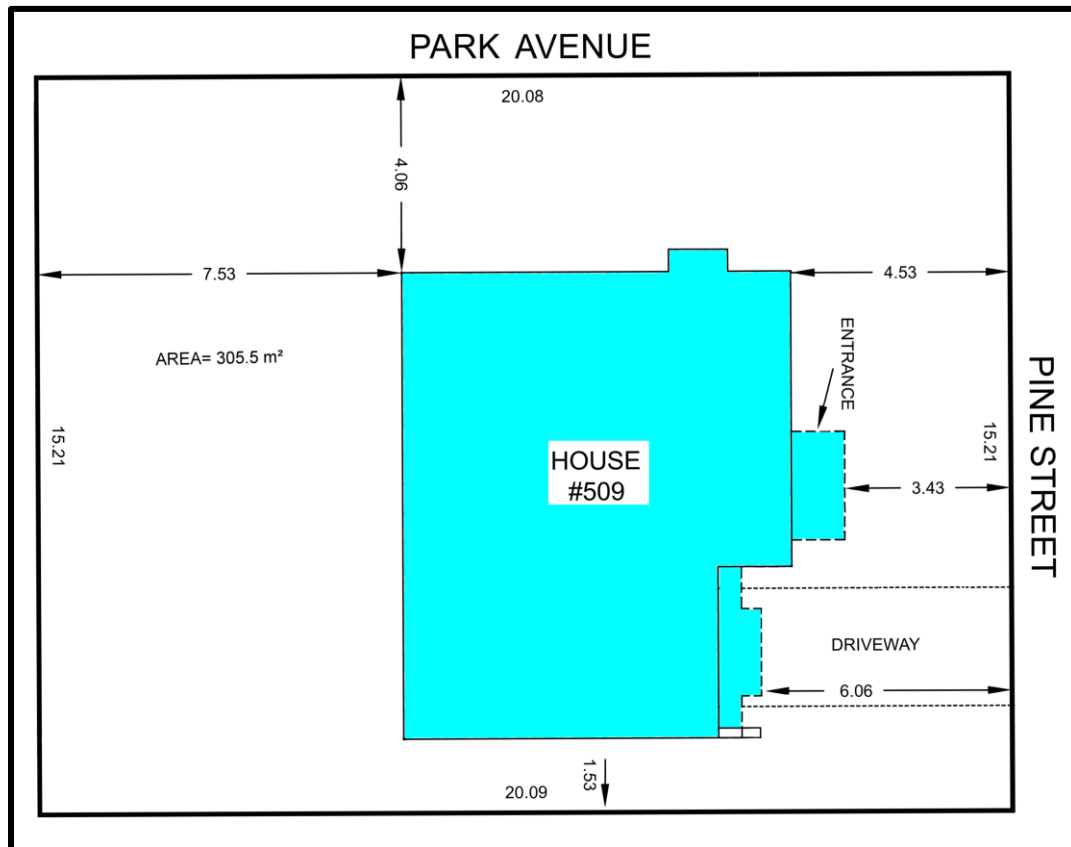 PARK AVENUE
20.08
4.06
7.53
4.53
ENTRANCE
AREA= 305.5 m²
15.21
15.21
PINE STREET
HOUSE
#509
3.43
DRIVEWAY
6.06
1.53
20.09